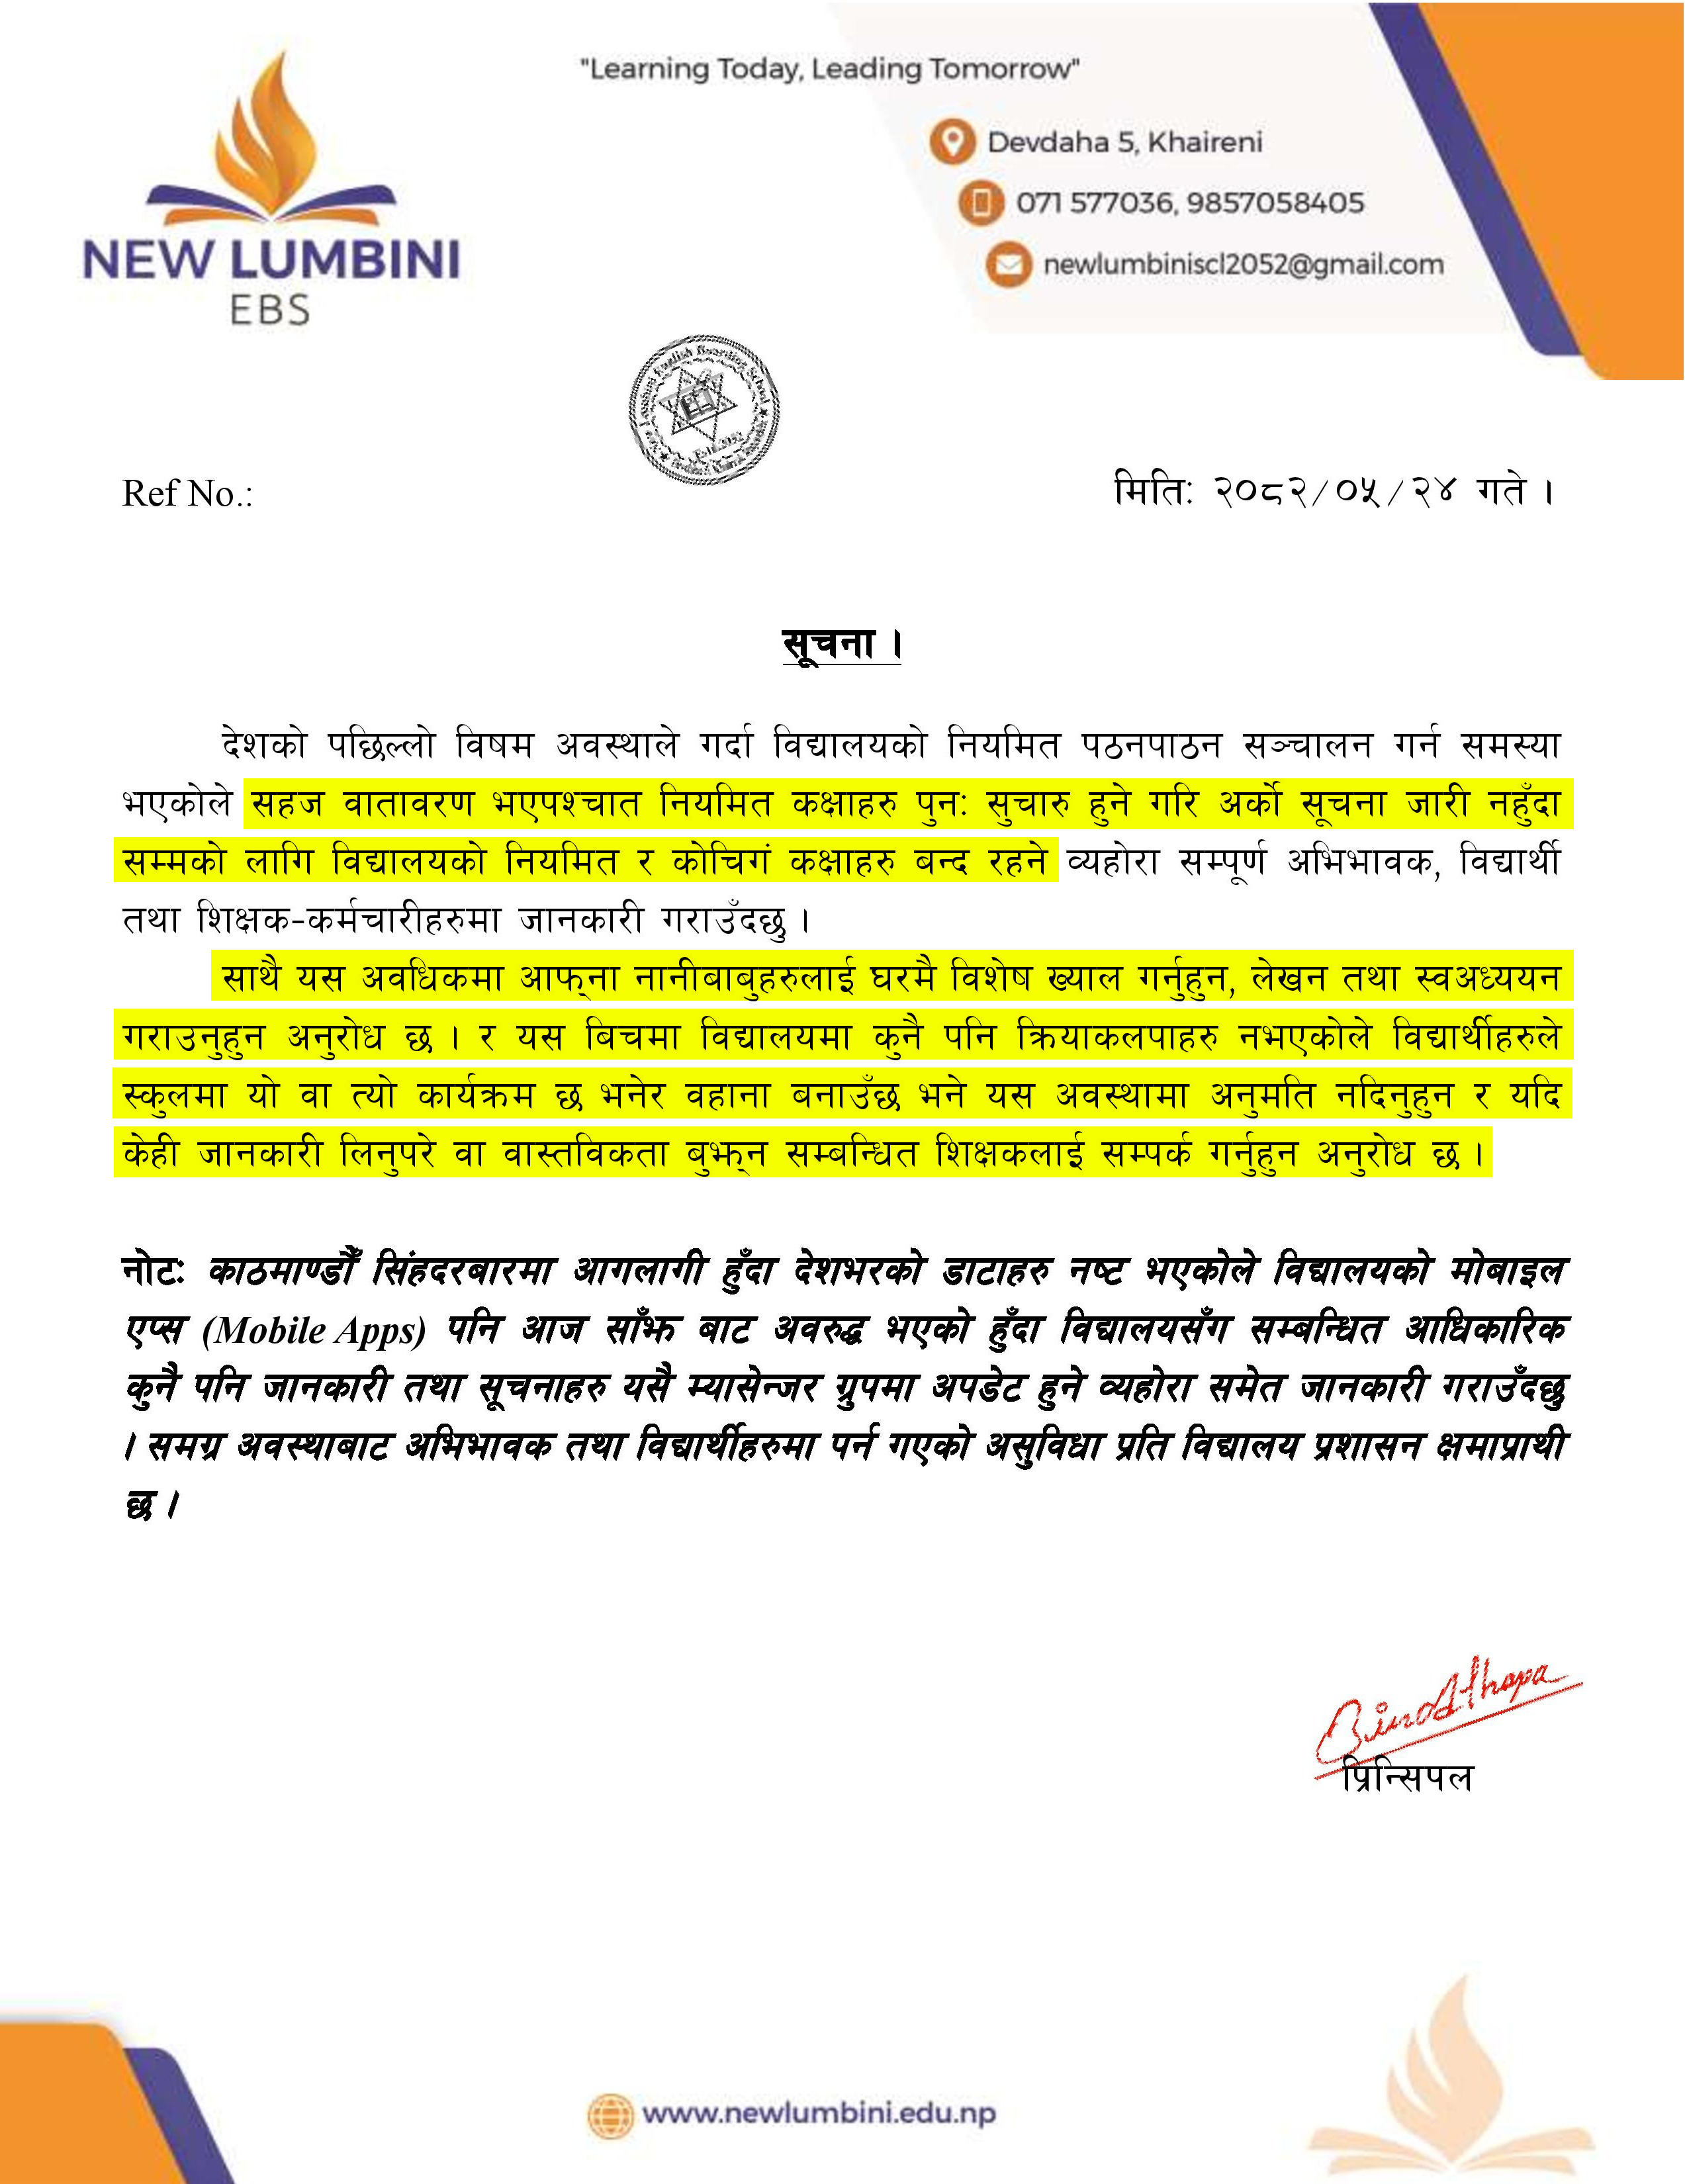 "Learning Today, Leading Tomorrow"
Devdaha 5, Khaireni
071 577036, 9857058405
newlumbiniscl2052@gmail.com
NEW LUMBINI
EBS
English Boarding School
Ref No.:
मितिः २०८२/०५/२४ गते ।
सूचना ।
देशको पछिल्लो विषम अवस्थाले गर्दा विद्यालयको नियमित पठनपाठन सञ्चालन गर्न समस्या
भएकोले सहज वातावरण भएपश्चात नियमित कक्षाहरु पुनः सुचारु हुने गरि अर्को सूचना जारी नहुँदा
सम्मको लागि विद्यालयको नियमित र कोचिगं कक्षाहरु बन्द रहने व्यहोरा सम्पूर्ण अभिभावक, विद्यार्थी
तथा शिक्षक-कर्मचारीहरुमा जानकारी गराउँदछु ।
साथै यस अवधिकमा आफ्ना नानीबाबुहरुलाई घरमै विशेष ख्याल गर्नुहुन, लेखन तथा स्वअध्ययन
गराउनुहुन अनुरोध छ । र यस बिचमा विद्यालयमा कुनै पनि क्रियाकलपाहरु नभएकोले विद्यार्थीहरुले
स्कुलमा यो वा त्यो कार्यक्रम छ भनेर वहाना बनाउँछ भने यस अवस्थामा अनुमति नदिनुहुन र यदि
केही जानकारी लिनुपरे वा वास्तविकता बुझ्न सम्बन्धित शिक्षकलाई सम्पर्क गर्नुहुन अनुरोध छ ।
नोटः काठमाण्डौँ सिंहदरबारमा आगलागी हुँदा देशभरको डाटाहरु नष्ट भएकोले विद्यालयको मोबाइल
एप्स (Mobile Apps) पनि आज साँझ बाट अवरुद्ध भएको हुँदा विद्यालयसँग सम्बन्धित आधिकारिक
कुनै पनि जानकारी तथा सूचनाहरु यसै म्यासेन्जर ग्रुपमा अपडेट हुने व्यहोरा समेत जानकारी गराउँदछु
। समग्र अवस्थाबाट अभिभावक तथा विद्यार्थीहरुमा पर्न गएको असुविधा प्रति विद्यालय प्रशासन क्षमाप्राथी
छ ।
Bindthapa
प्रिन्सिपल
www.newlumbini.edu.np